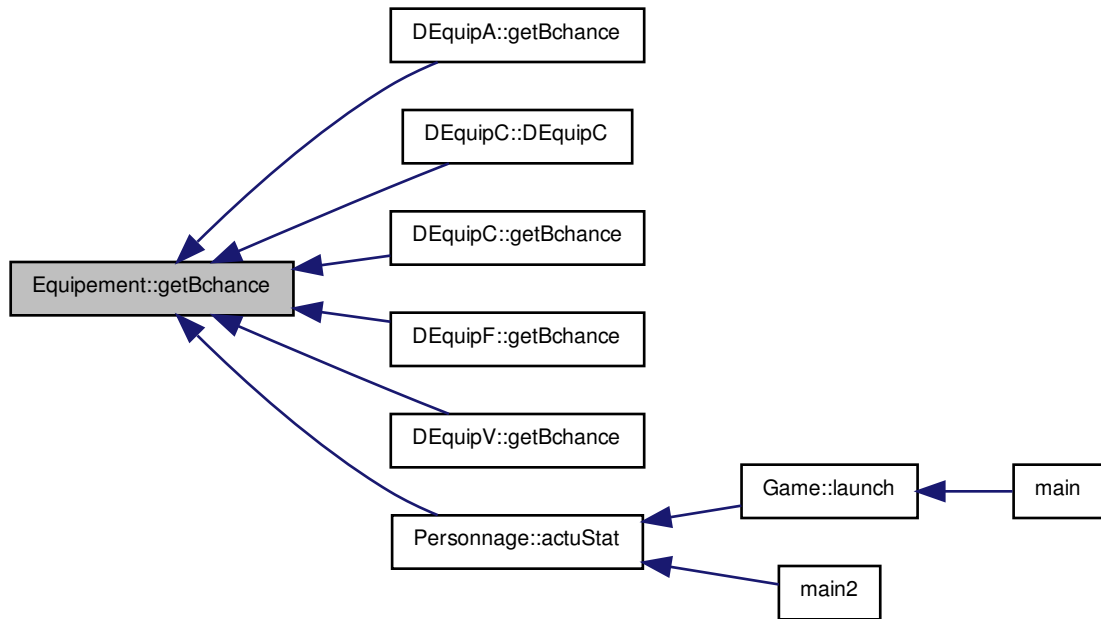 DEquipA::getBchance
DEquipC::DEquipC
DEquipC::getBchance
Equipement::getBchance
DEquipF::getBchance
DEquipV::getBchance
Game::launch
main
Personnage::actuStat
main2